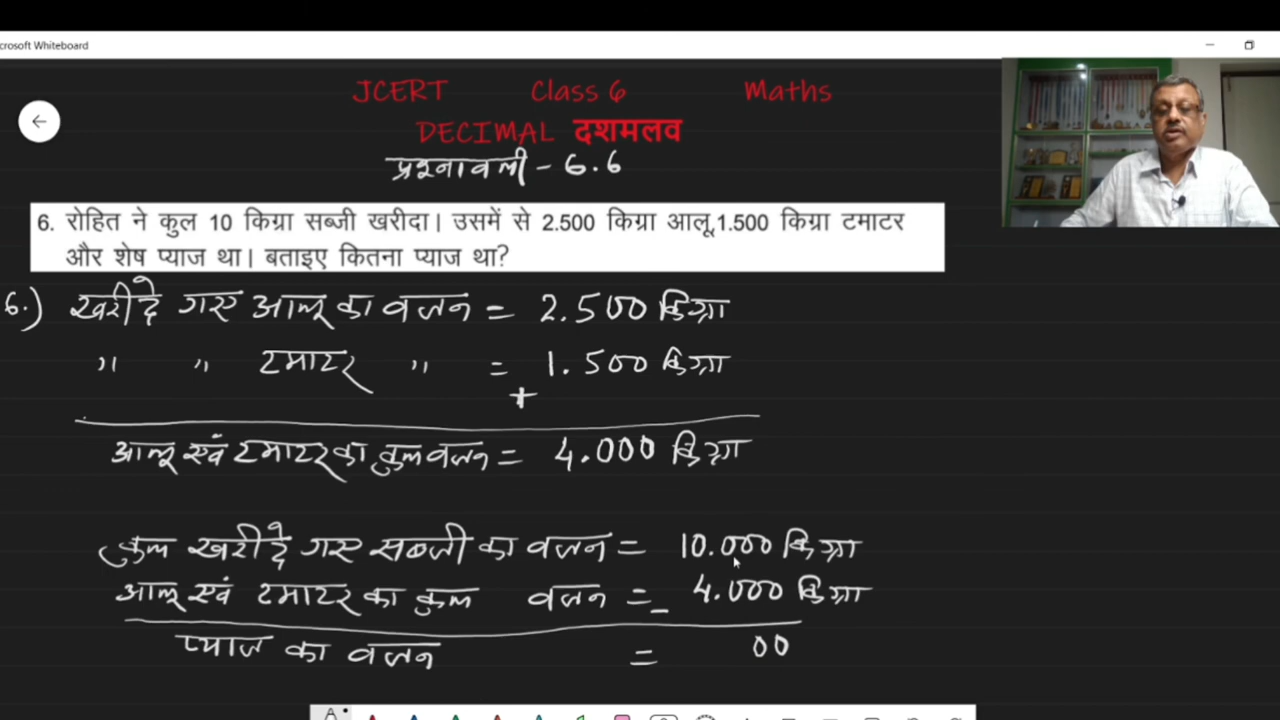 crosoft Whiteboard
JCERT Class 6 Maths
DECIMAL दशमलव
प्रश्नावली - 6.6
6. रोहित ने कुल 10 किग्रा सब्जी खरीदा। उसमें से 2.500 किग्रा आलू,1.500 किग्रा टमाटर
और शेष प्याज था। बताइए कितना प्याज था?
6.) खरीदे गए आलू का वजन = 2.500 किग्रा
" " टमाटर " = 1.500 किग्रा
+
आलू एवं टमाटर का कुल वजन = 4.000 किग्रा
कुल खरीदे गए सब्जी का वजन = 10.000 किग्रा
आलू एवं टमाटर का कुल वजन = - 4.000 किग्रा
प्याज का वजन = 00